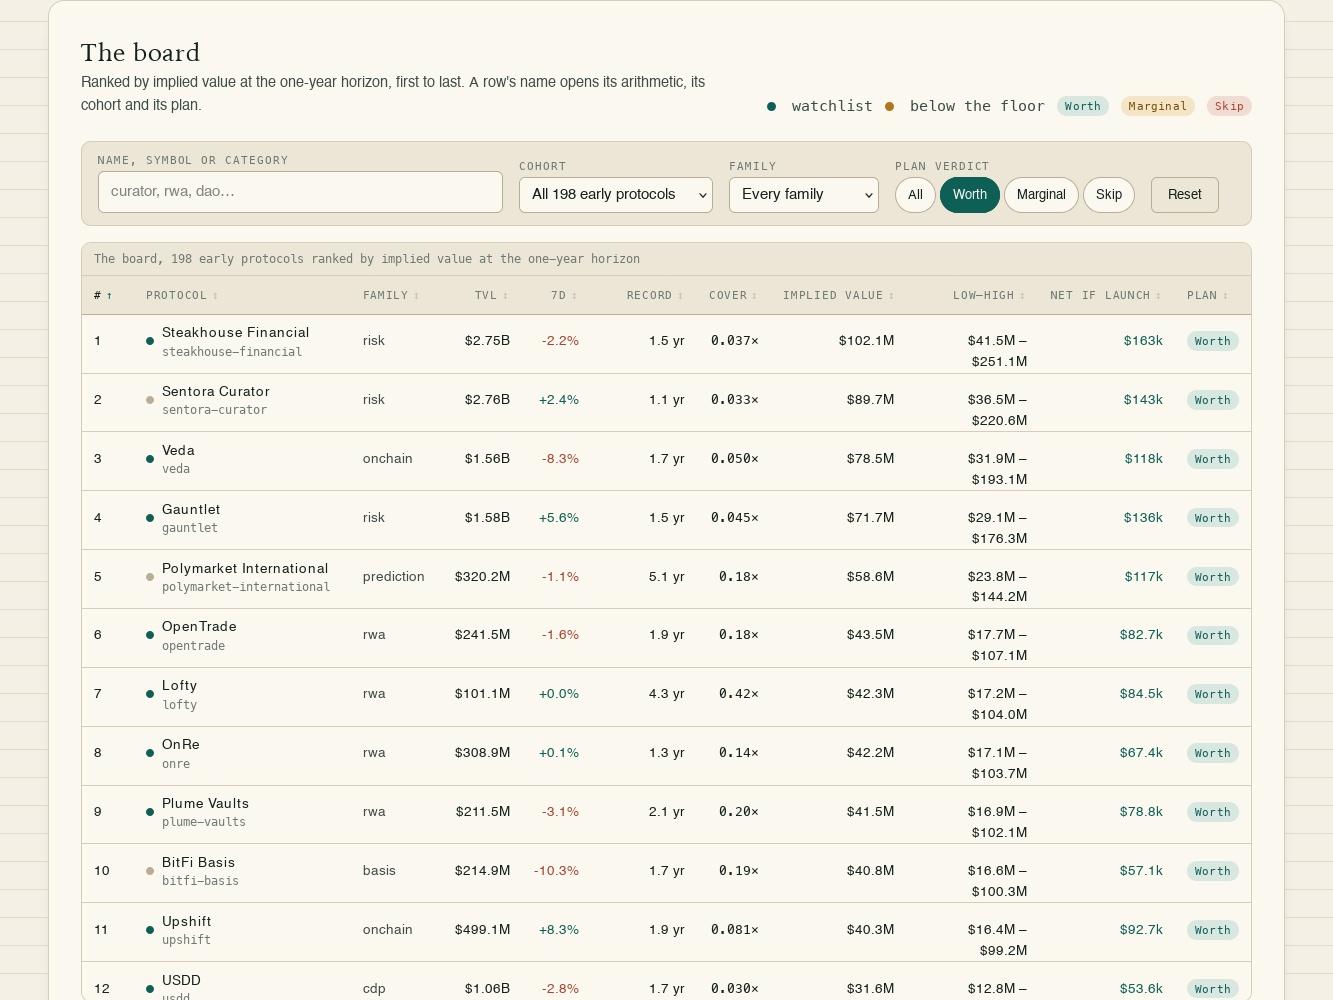 The board
Ranked by implied value at the one-year horizon, first to last. A row's name opens its arithmetic, its
cohort and its plan.
watchlist below the floor Worth Marginal Skip
NAME, SYMBOL OR CATEGORY COHORT FAMILY PLAN VERDICT
curator, rwa, dao… All 198 early protocols Every family All Worth Marginal Skip Reset
The board, 198 early protocols ranked by implied value at the one-year horizon
# ↑ PROTOCOL ↕ FAMILY ↕ TVL ↕ 7D ↕ RECORD ↕ COVER ↕ IMPLIED VALUE ↕ LOW–HIGH ↕ NET IF LAUNCH ↕ PLAN ↕
1 Steakhouse Financial risk $2.75B -2.2% 1.5 yr 0.037× $102.1M $41.5M – $163k Worth
steakhouse-financial $251.1M
2 Sentora Curator risk $2.76B +2.4% 1.1 yr 0.033× $89.7M $36.5M – $143k Worth
sentora-curator $220.6M
3 Veda onchain $1.56B -8.3% 1.7 yr 0.050× $78.5M $31.9M – $118k Worth
veda $193.1M
4 Gauntlet risk $1.58B +5.6% 1.5 yr 0.045× $71.7M $29.1M – $136k Worth
gauntlet $176.3M
5 Polymarket International prediction $320.2M -1.1% 5.1 yr 0.18× $58.6M $23.8M – $117k Worth
polymarket-international $144.2M
6 OpenTrade rwa $241.5M -1.6% 1.9 yr 0.18× $43.5M $17.7M – $82.7k Worth
opentrade $107.1M
7 Lofty rwa $101.1M +0.0% 4.3 yr 0.42× $42.3M $17.2M – $84.5k Worth
lofty $104.0M
8 OnRe rwa $308.9M +0.1% 1.3 yr 0.14× $42.2M $17.1M – $67.4k Worth
onre $103.7M
9 Plume Vaults rwa $211.5M -3.1% 2.1 yr 0.20× $41.5M $16.9M – $78.8k Worth
plume-vaults $102.1M
10 BitFi Basis basis $214.9M -10.3% 1.7 yr 0.19× $40.8M $16.6M – $57.1k Worth
bitfi-basis $100.3M
11 Upshift onchain $499.1M +8.3% 1.9 yr 0.081× $40.3M $16.4M – $92.7k Worth
upshift $99.2M
12 USDD cdp $1.06B -2.8% 1.7 yr 0.030× $31.6M $12.8M – $53.6k Worth
usdd